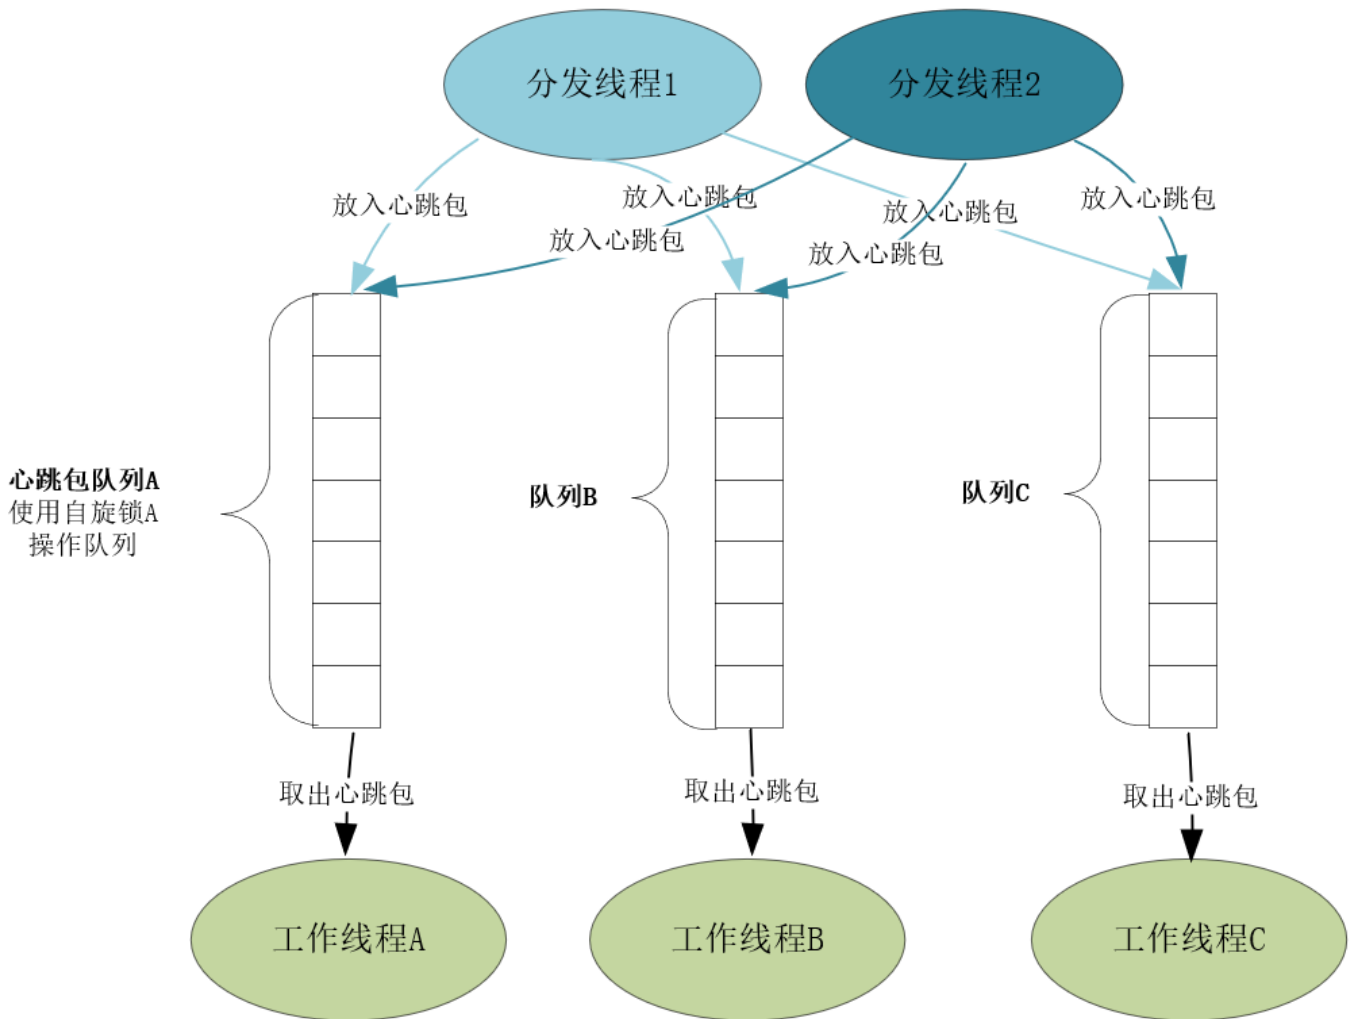 分发线程1
分发线程2
放入心跳包
放入心跳包
放入心跳包
放入心跳包
放入心跳包
放入心跳包
心跳包队列A
使用自旋锁A
操作队列
队列B
队列C
取出心跳包
取出心跳包
取出心跳包
工作线程A
工作线程B
工作线程C